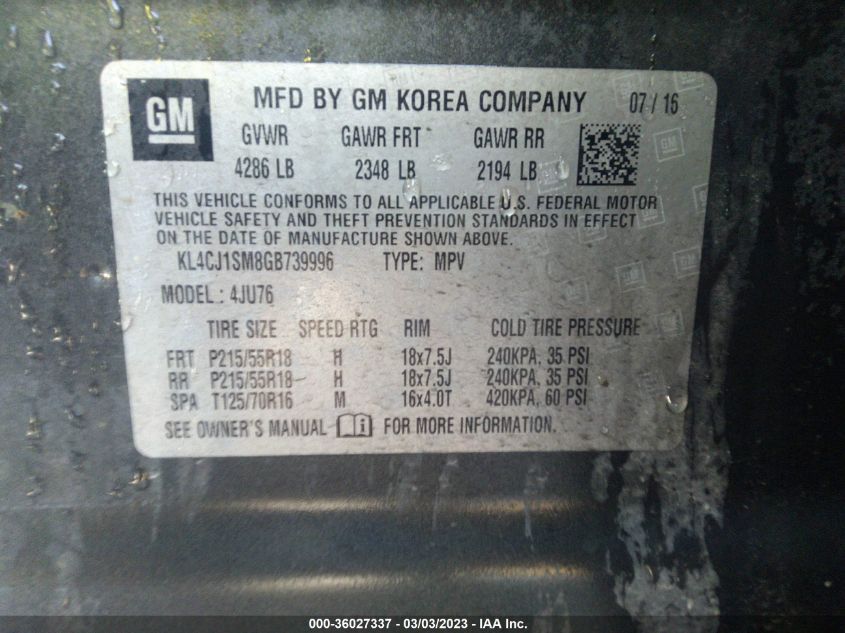 GM MFD BY GM KOREA COMPANY 07 / 16
GVWR GAWR FRT GAWR RR
4286 LB 2348 LB 2194 LB
THIS VEHICLE CONFORMS TO ALL APPLICABLE U.S. FEDERAL MOTOR
VEHICLE SAFETY AND THEFT PREVENTION STANDARDS IN EFFECT
ON THE DATE OF MANUFACTURE SHOWN ABOVE.
KL4CJ1SM8GB739996 TYPE: MPV
MODEL : 4JU76
TIRE SIZE SPEED RTG RIM COLD TIRE PRESSURE
FRT P215/55R18 H 18x7.5J 240KPA, 35 PSI
RR P215/55R18 H 18x7.5J 240KPA, 35 PSI
SPA T125/70R16 M 16x4.0T 420KPA, 60 PSI
SEE OWNER'S MANUAL FOR MORE INFORMATION.
000-36027337 - 03/03/2023 - IAA Inc.